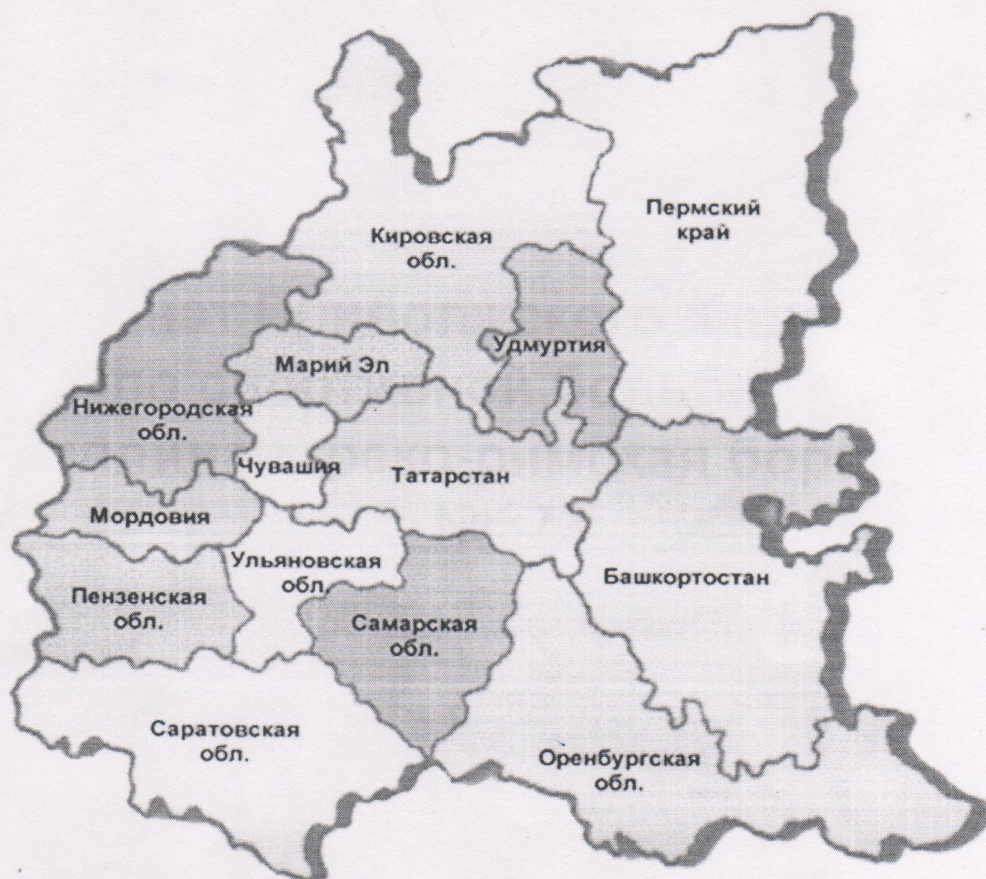 Пермский
край
Кировская
обл.
Удмуртия
Марий Эл
Нижегородская
обл.
Чувашия
Татарстан
Мордовия
Ульяновская
обл.
Башкортостан
Пензенская
обл.
Самарская
обл.
Саратовская
обл.
Оренбургская
обл.